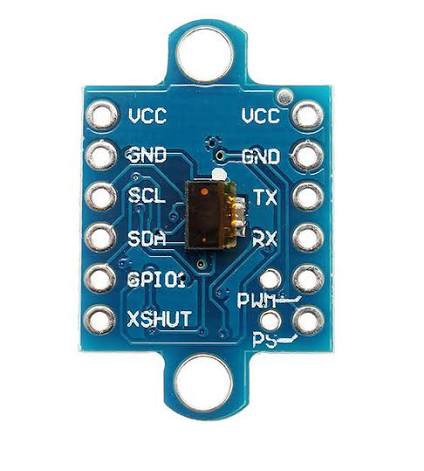 VCC VCC
GND GND
SCL TX
SDA RX
GPIO1
PWM
XSHUT
PS